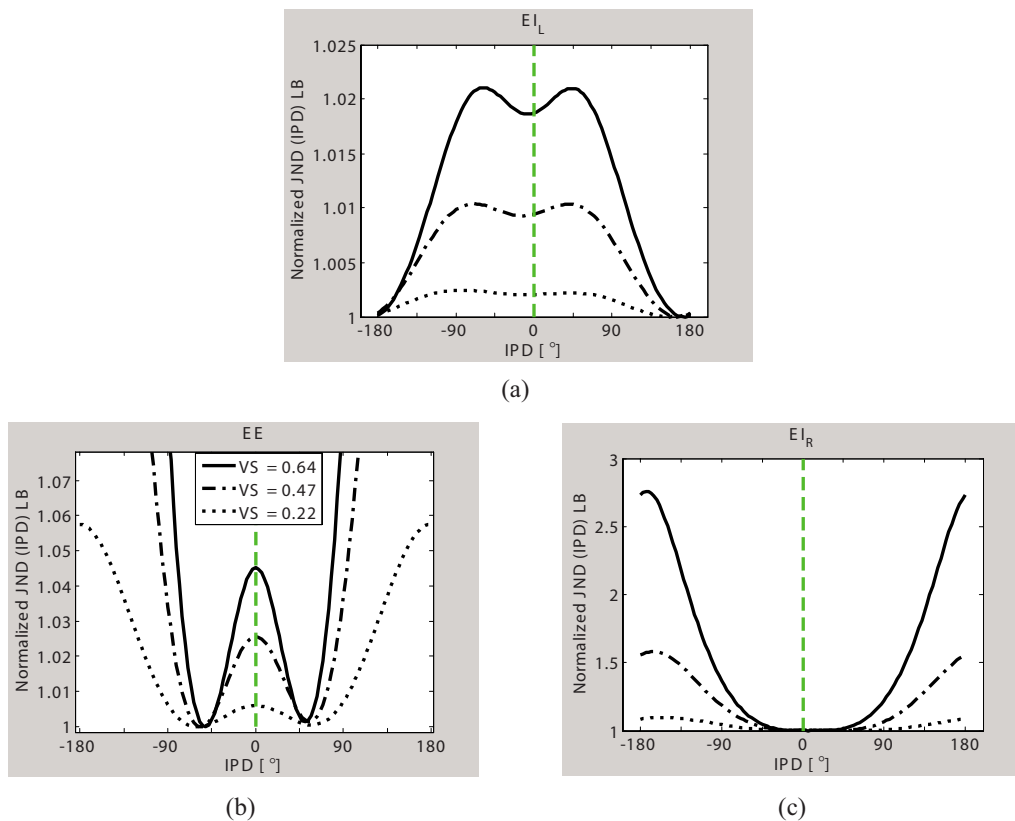 EI_L
Normalized JND (IPD) LB
1.025
1.02
1.015
1.01
1.005
1
-180 -90 0 90 180
IPD [ °]
(a)
EE
Normalized JND (IPD) LB
1.07
1.06
1.05
1.04
1.03
1.02
1.01
1
VS = 0.64
VS = 0.47
VS = 0.22
-180 -90 0 90 180
IPD [ °]
(b)
EI_R
Normalized JND (IPD) LB
3
2.5
2
1.5
1
-180 -90 0 90 180
IPD [ °]
(c)